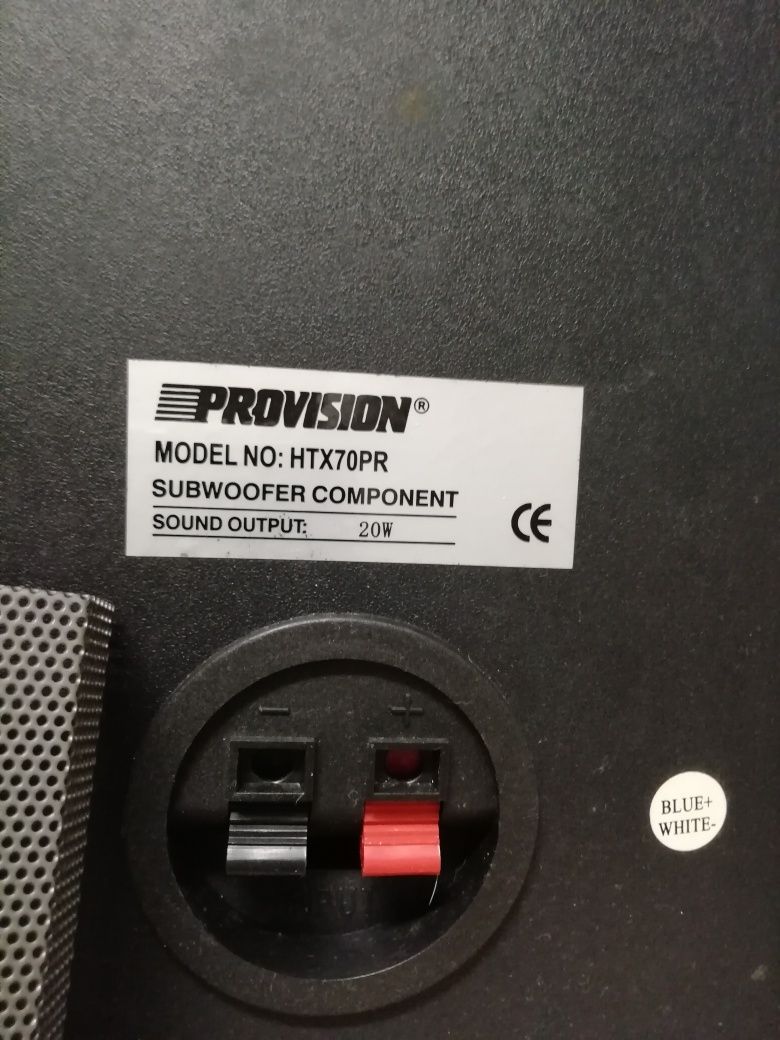 PROVISION®
MODEL NO: HTX70PR
SUBWOOFER COMPONENT
SOUND OUTPUT: 20W
CE
- +
BLUE+
WHITE-